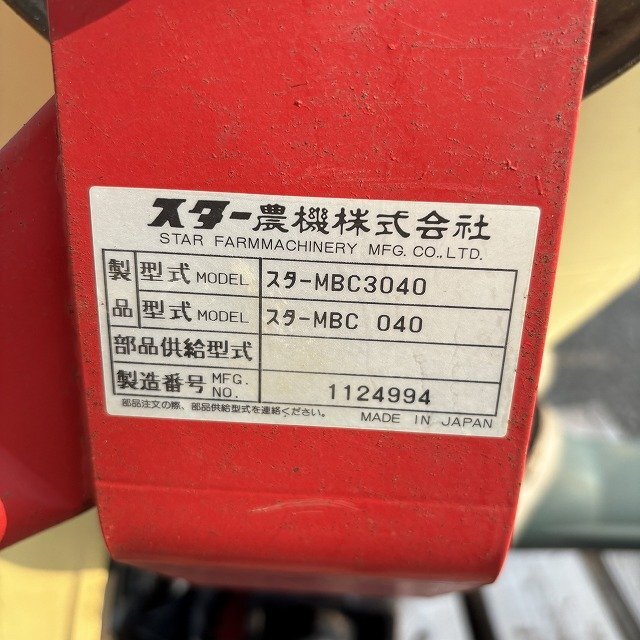 スター農機株式会社
STAR FARMMACHINERY MFG. CO.,LTD.
製品 型式 MODEL スターMBC3040
型式 MODEL スターMBC 040
部品供給型式
製造番号 MFG. NO. 1124994
部品注文の際、部品供給型式を連絡ください。
MADE IN JAPAN